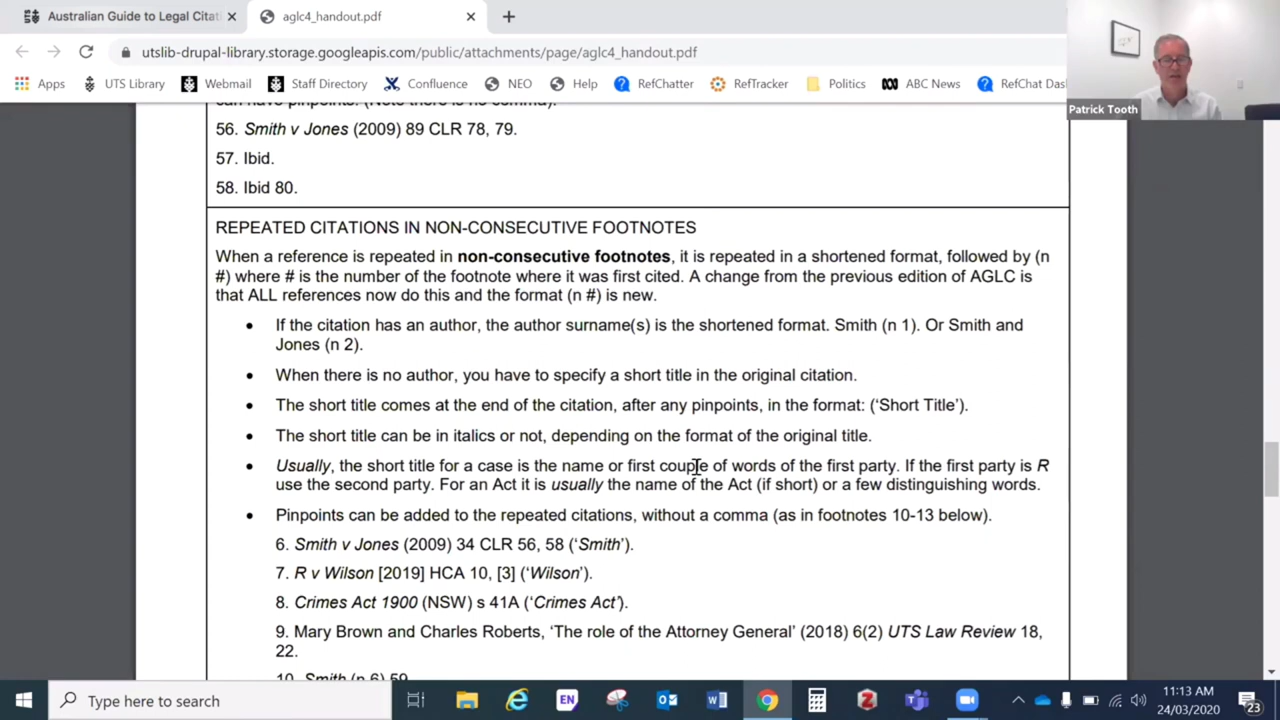 Australian Guide to Legal Citati
aglc4_handout.pdf
utslib-drupal-library.storage.googleapis.com/public/attachments/page/aglc4_handout.pdf
Apps UTS Library Webmail Staff Directory Confluence NEO Help RefChatter RefTracker Politics ABC News RefChat Das
Patrick Tooth
can have pinpoints. (Note there is no comma).
56. Smith v Jones (2009) 89 CLR 78, 79.
57. Ibid.
58. Ibid 80.
REPEATED CITATIONS IN NON-CONSECUTIVE FOOTNOTES
When a reference is repeated in non-consecutive footnotes, it is repeated in a shortened format, followed by (n
#) where # is the number of the footnote where it was first cited. A change from the previous edition of AGLC is
that ALL references now do this and the format (n #) is new.
• If the citation has an author, the author surname(s) is the shortened format. Smith (n 1). Or Smith and
Jones (n 2).
• When there is no author, you have to specify a short title in the original citation.
• The short title comes at the end of the citation, after any pinpoints, in the format: (‘Short Title’).
• The short title can be in italics or not, depending on the format of the original title.
• Usually, the short title for a case is the name or first couple of words of the first party. If the first party is R
use the second party. For an Act it is usually the name of the Act (if short) or a few distinguishing words.
• Pinpoints can be added to the repeated citations, without a comma (as in footnotes 10-13 below).
6. Smith v Jones (2009) 34 CLR 56, 58 (‘Smith’).
7. R v Wilson [2019] HCA 10, [3] (‘Wilson’).
8. Crimes Act 1900 (NSW) s 41A (‘Crimes Act’).
9. Mary Brown and Charles Roberts, ‘The role of the Attorney General’ (2018) 6(2) UTS Law Review 18,
22.
10. Smith (n 6) 59
Type here to search
EN
11:13 AM
24/03/2020
23